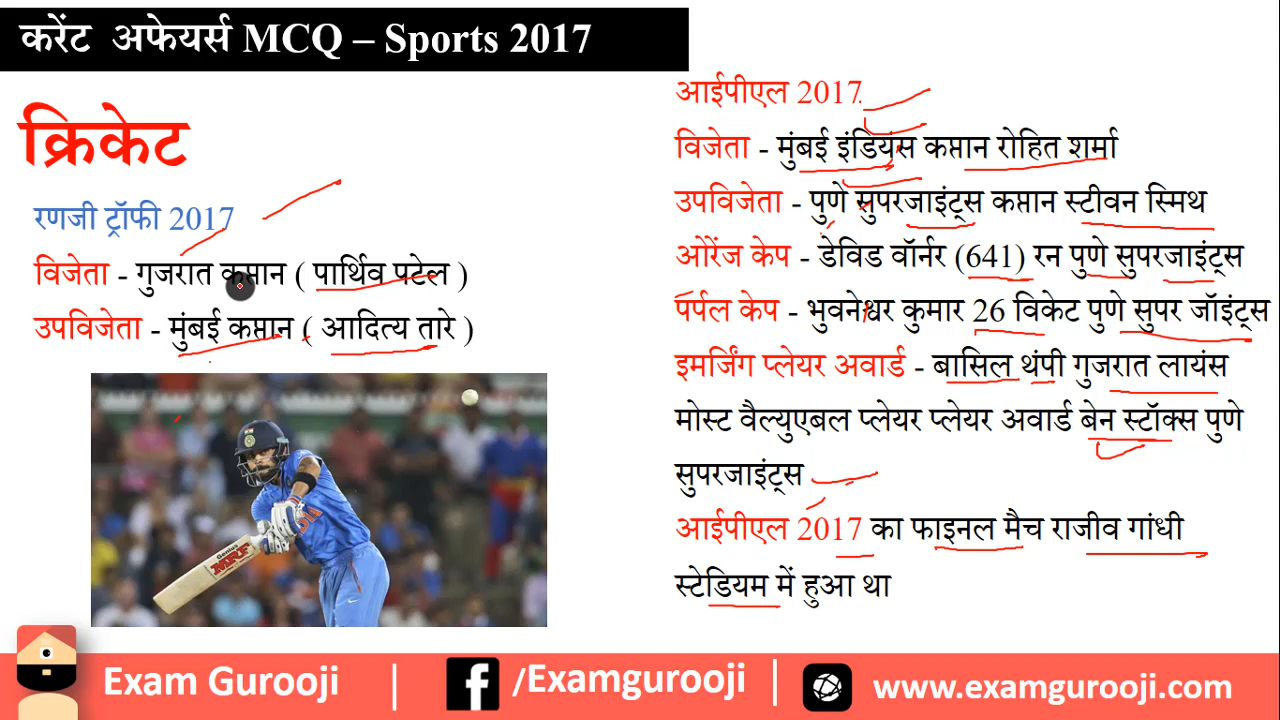 करेंट अफेयर्स MCQ – Sports 2017
क्रिकेट
रणजी ट्रॉफी 2017
विजेता - गुजरात कप्तान ( पार्थिव पटेल )
उपविजेता - मुंबई कप्तान ( आदित्य तारे )
Genius
MRF
आईपीएल 2017
विजेता - मुंबई इंडियंस कप्तान रोहित शर्मा
उपविजेता - पुणे सुपरजाइंट्स कप्तान स्टीवन स्मिथ
ओरेंज केप - डेविड वॉर्नर (641) रन पुणे सुपरजाइंट्स
पर्पल केप - भुवनेश्वर कुमार 26 विकेट पुणे सुपर जॉइंट्स
इमर्जिंग प्लेयर अवार्ड - बासिल थंपी गुजरात लायंस
मोस्ट वैल्युएबल प्लेयर प्लेयर अवार्ड बेन स्टॉक्स पुणे
सुपरजाइंट्स
आईपीएल 2017 का फाइनल मैच राजीव गांधी
स्टेडियम में हुआ था
Exam Gurooji | /Examgurooji | www.examgurooji.com